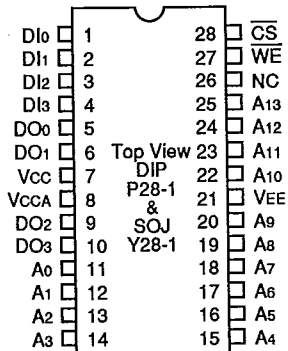 DI0 1 28 CS
DI1 2 27 WE
DI2 3 26 NC
DI3 4 25 A13
DO0 5 24 A12
DO1 6 Top View 23 A11
VCC 7 DIP 22 A10
P28-1
VCCA 8 & 21 VEE
DO2 9 SOJ 20 A9
DO3 10 Y28-1 19 A8
A0 11 18 A7
A1 12 17 A6
A2 13 16 A5
A3 14 15 A4